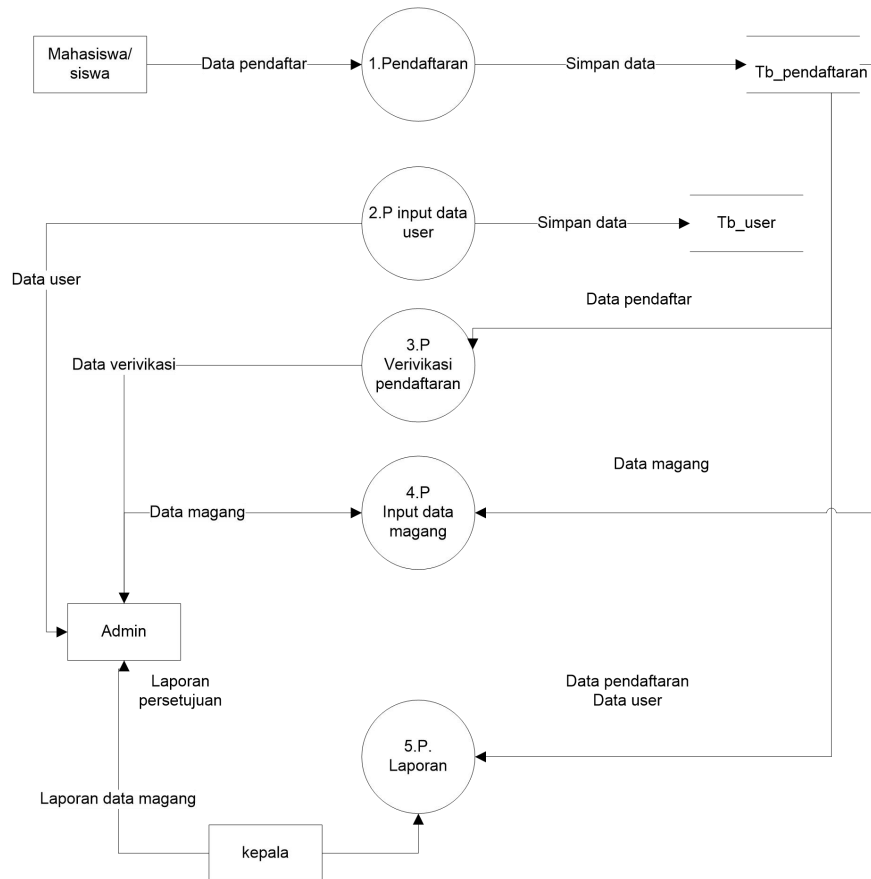 Mahasiswa/
siswa
Data pendaftar
1.Pendaftaran
Simpan data
Tb_pendaftaran
2.P input data
user
Simpan data
Tb_user
Data user
Data pendaftar
3.P
Verivikasi
pendaftaran
Data verivikasi
Data magang
4.P
Input data
magang
Data magang
Admin
Laporan
persetujuan
Data pendaftaran
Data user
5.P.
Laporan
Laporan data magang
kepala